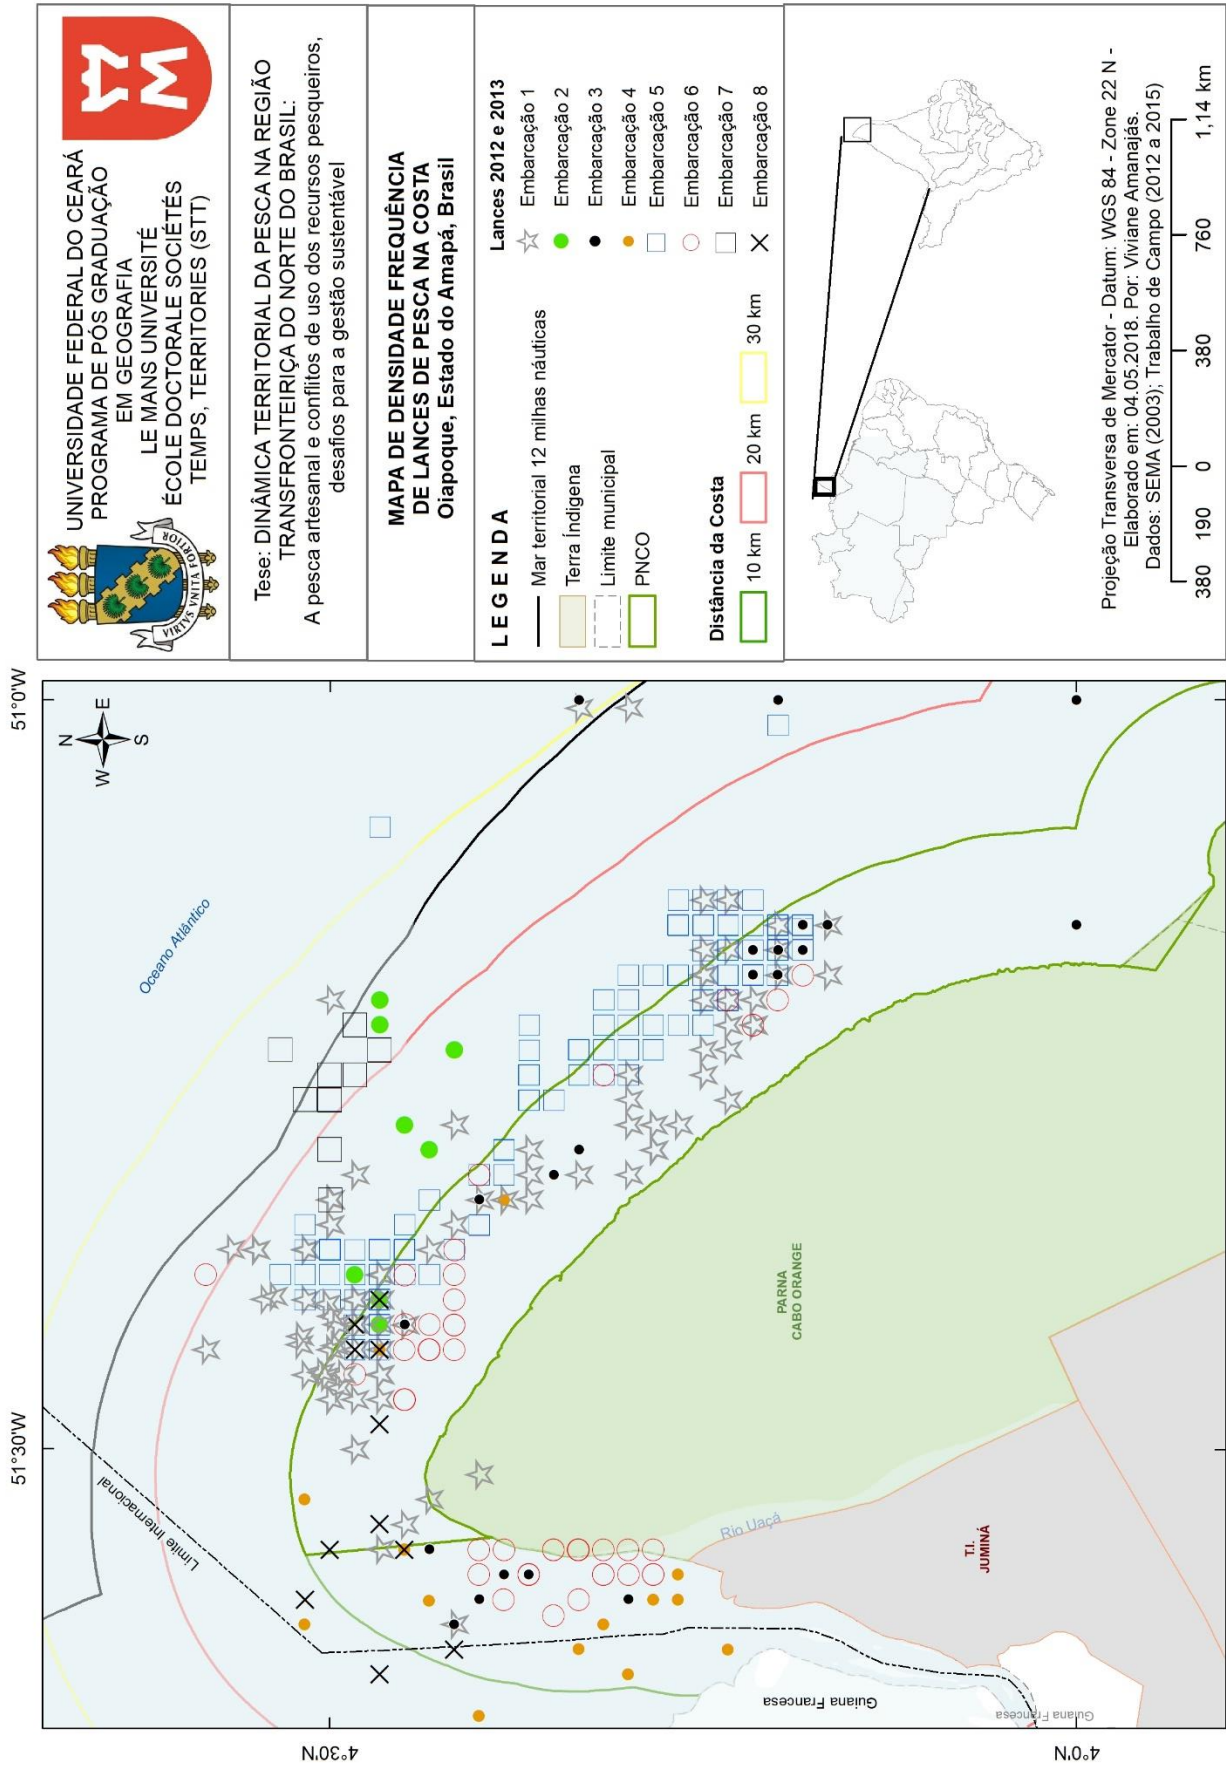 UNIVERSIDADE FEDERAL DO CEARÁ
PROGRAMA DE PÓS GRADUAÇÃO
EM GEOGRAFIA
LE MANS UNIVERSITÉ
ÉCOLE DOCTORALE SOCIÉTÉS
TEMPS, TERRITORIES (STT)
VIRTVS VNITA FORTIOR
Tese: DINÂMICA TERRITORIAL DA PESCA NA REGIÃO
TRANSFRONTEIRIÇA DO NORTE DO BRASIL:
A pesca artesanal e conflitos de uso dos recursos pesqueiros,
desafios para a gestão sustentável
MAPA DE DENSIDADE FREQUÊNCIA
DE LANCES DE PESCA NA COSTA
Oiapoque, Estado do Amapá, Brasil
LEGENDA
Mar territorial 12 milhas náuticas
Terra Índigena
Limite municipal
PNCO
Distância da Costa
10 km
20 km
30 km
Lances 2012 e 2013
Embarcação 1
Embarcação 2
Embarcação 3
Embarcação 4
Embarcação 5
Embarcação 6
Embarcação 7
Embarcação 8
Projeção Transversa de Mercator - Datum: WGS 84 - Zone 22 N -
Elaborado em: 04.05.2018. Por: Viviane Amanajás.
Dados: SEMA (2003); Trabalho de Campo (2012 a 2015)
380 190 0 380 760 1,14 km
51°30'W
51°0'W
4°30'N
4°0'N
N
W
E
S
Oceano Atlântico
Limite Internacional
PARNA
CABO ORANGE
Rio Uaçá
T.I.
JUMINÁ
Guiana Francesa
Guiana Francesa